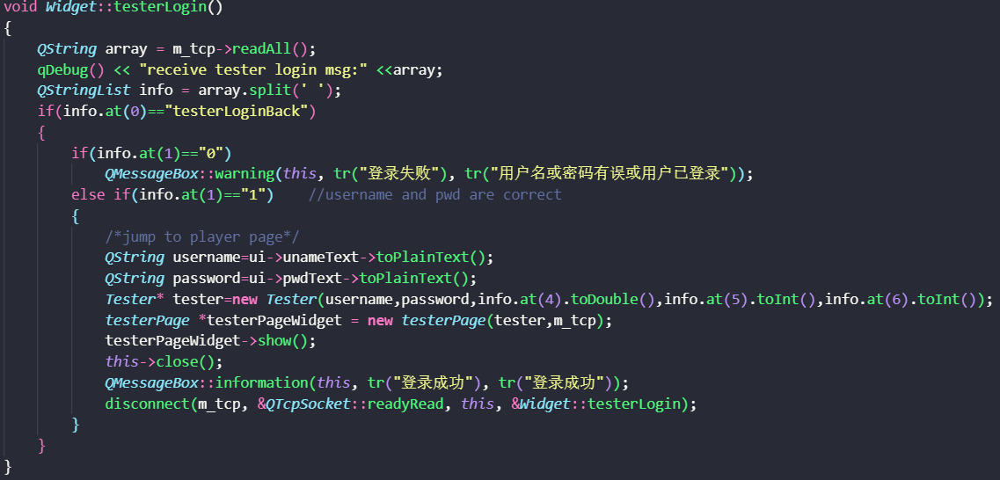 void Widget::testerLogin()
{
    QString array = m_tcp->readAll();
    qDebug() << "receive tester login msg:" <<array;
    QStringList info = array.split(' ');
    if(info.at(0)=="testerLoginBack")
    {
        if(info.at(1)=="0")
            QMessageBox::warning(this, tr("登录失败"), tr("用户名或密码有误或用户已登录"));
        else if(info.at(1)=="1")    //username and pwd are correct
        {
            /*jump to player page*/
            QString username=ui->unameText->toPlainText();
            QString password=ui->pwdText->toPlainText();
            Tester* tester=new Tester(username,password,info.at(4).toDouble(),info.at(5).toInt(),info.at(6).toInt());
            testerPage *testerPageWidget = new testerPage(tester,m_tcp);
            testerPageWidget->show();
            this->close();
            QMessageBox::information(this, tr("登录成功"), tr("登录成功"));
            disconnect(m_tcp, &QTcpSocket::readyRead, this, &Widget::testerLogin);
        }
    }
}